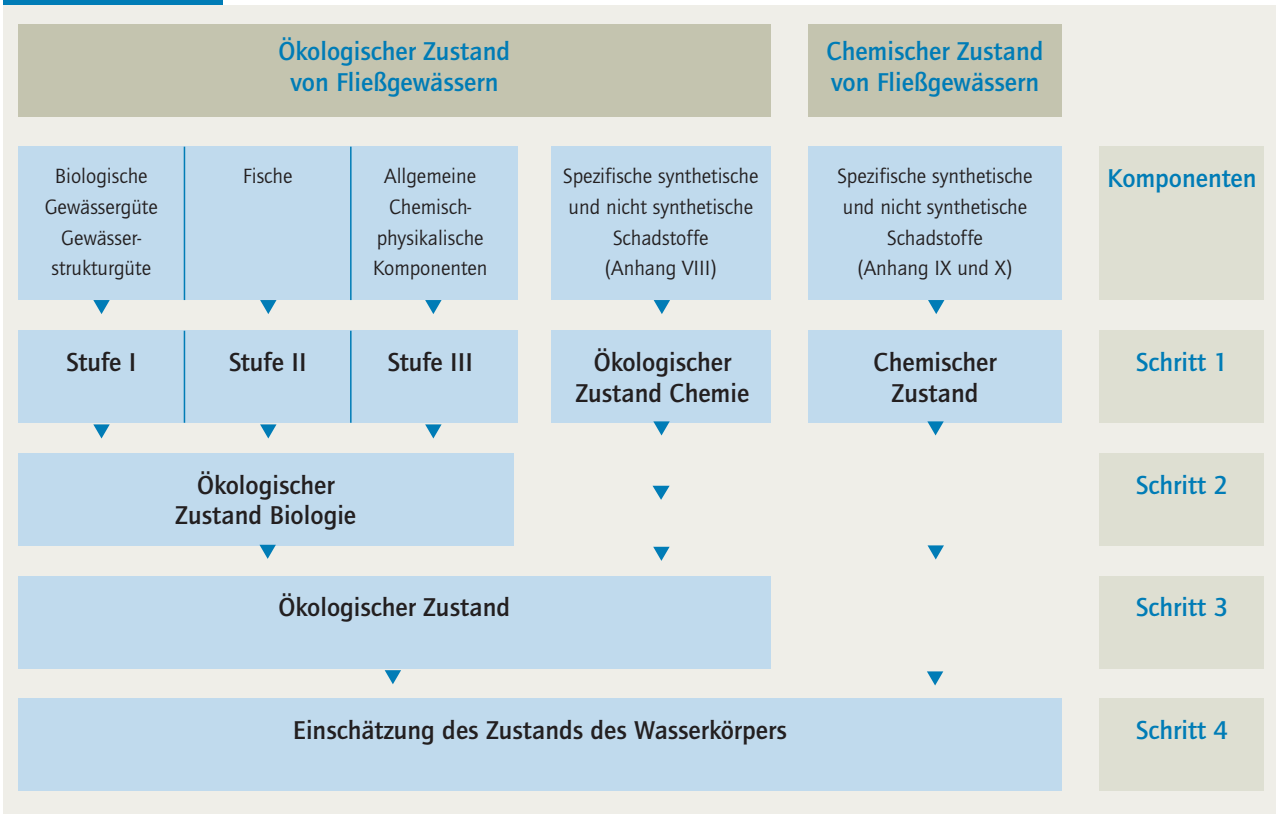 Ökologischer Zustand
von Fließgewässern
Chemischer Zustand
von Fließgewässern
Biologische
Gewässergüte
Gewässer-
strukturgüte
Fische
Allgemeine
Chemisch-
physikalische
Komponenten
Spezifische synthetische
und nicht synthetische
Schadstoffe
(Anhang VIII)
Spezifische synthetische
und nicht synthetische
Schadstoffe
(Anhang IX und X)
Komponenten
Stufe I
Stufe II
Stufe III
Ökologischer
Zustand Chemie
Chemischer
Zustand
Schritt 1
Ökologischer
Zustand Biologie
Schritt 2
Ökologischer Zustand
Schritt 3
Einschätzung des Zustands des Wasserkörpers
Schritt 4